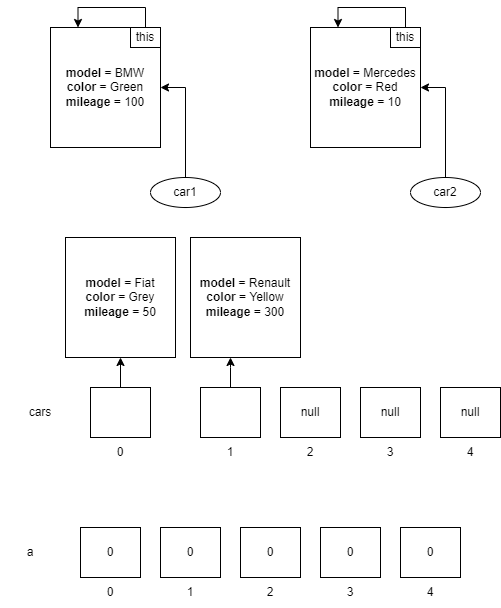 this
this
model = BMW
color = Green
mileage = 100
model = Mercedes
color = Red
mileage = 10
car1
car2
model = Fiat
color = Grey
mileage = 50
model = Renault
color = Yellow
mileage = 300
cars
null
null
null
0
1
2
3
4
a
0
0
0
0
0
0
1
2
3
4